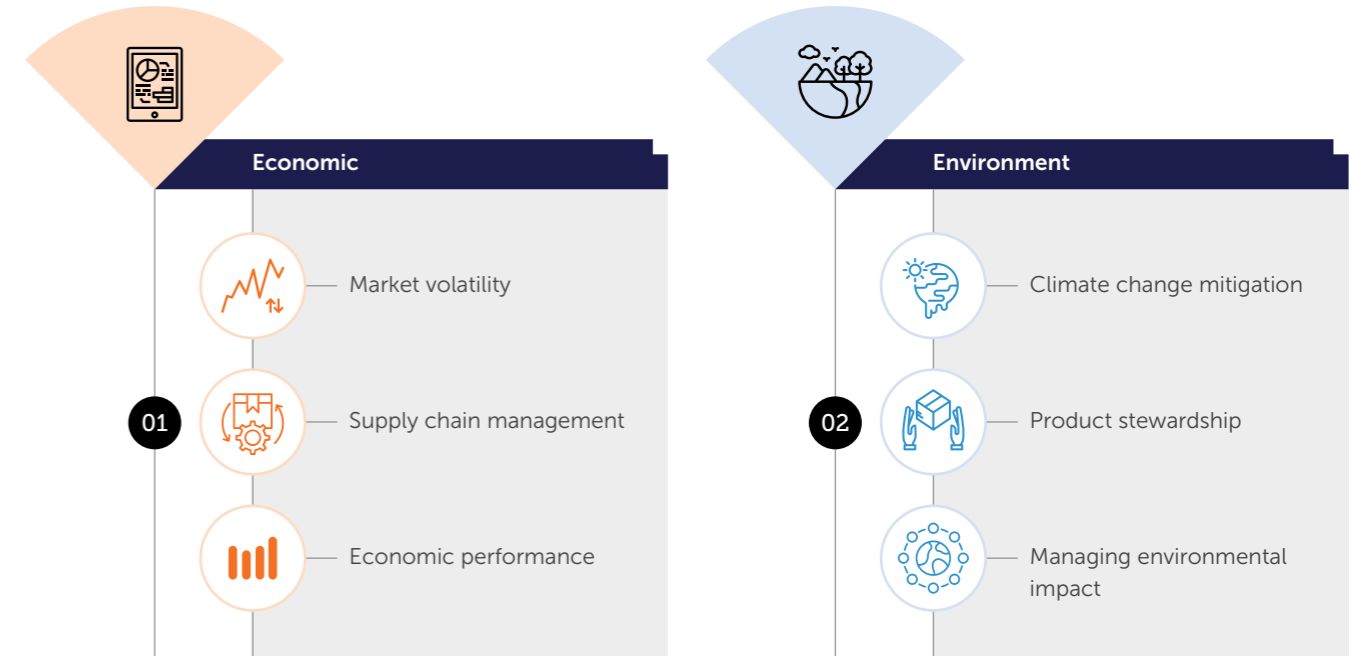 Economic
Market volatility
01
Supply chain management
Economic performance
Environment
Climate change mitigation
02
Product stewardship
Managing environmental
impact